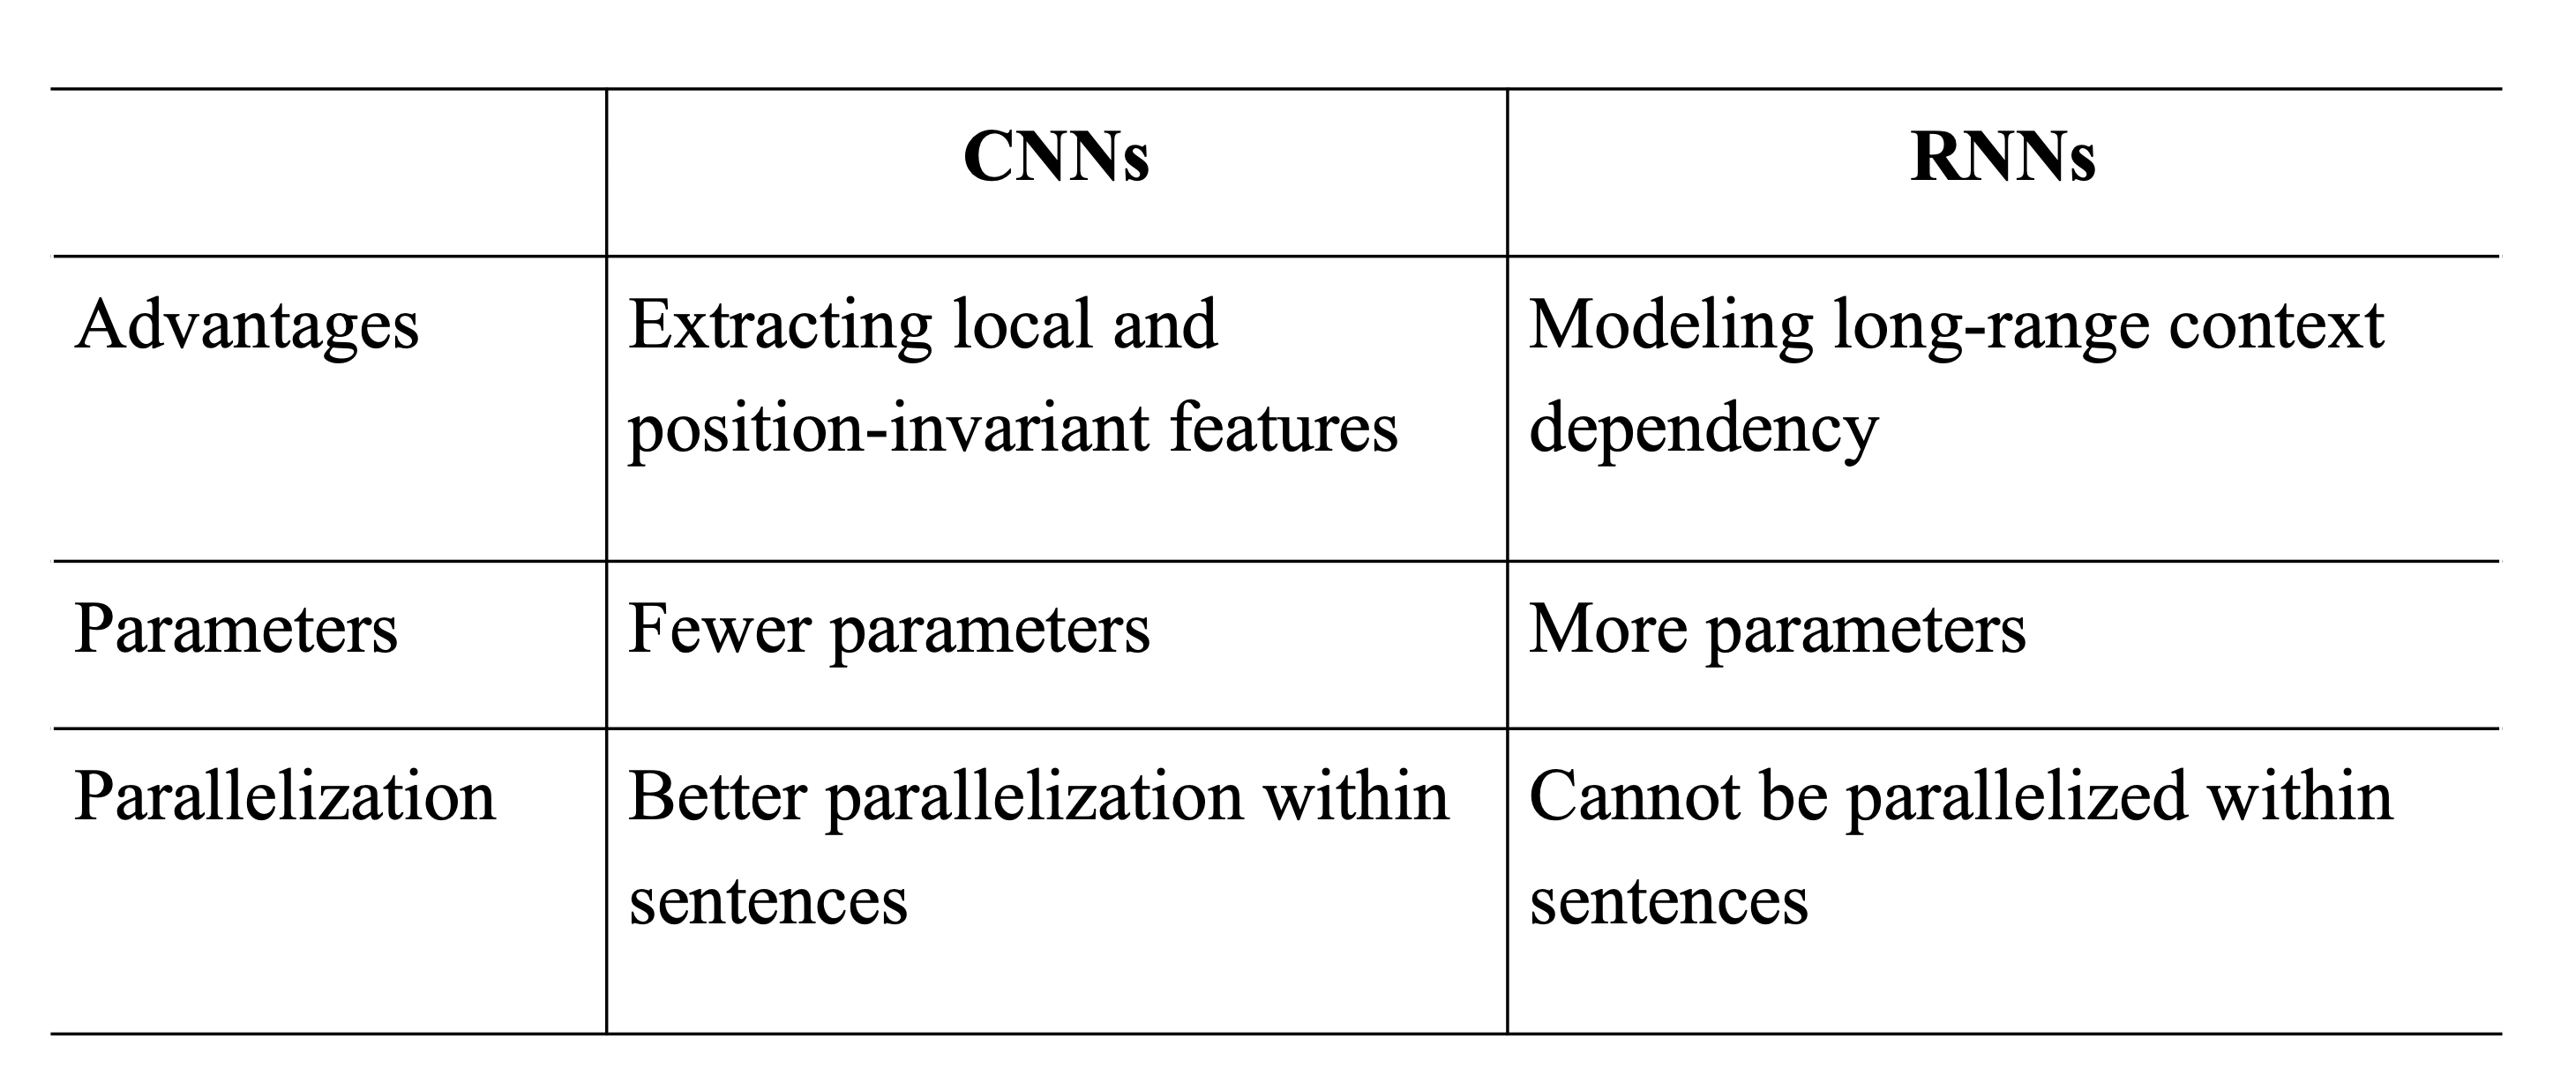 CNNs
RNNs
Advantages
Extracting local and
position-invariant features
Modeling long-range context
dependency
Parameters
Fewer parameters
More parameters
Parallelization
Better parallelization within
sentences
Cannot be parallelized within
sentences